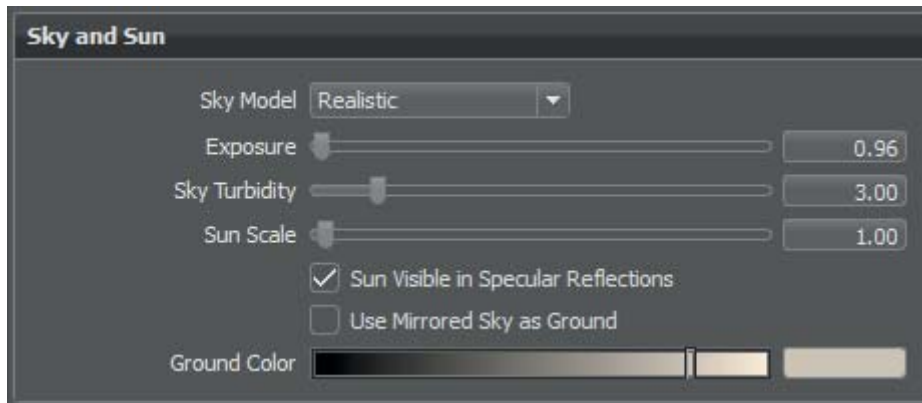 Sky and Sun
Sky Model Realistic
Exposure 0.96
Sky Turbidity 3.00
Sun Scale 1.00
Sun Visible in Specular Reflections
Use Mirrored Sky as Ground
Ground Color